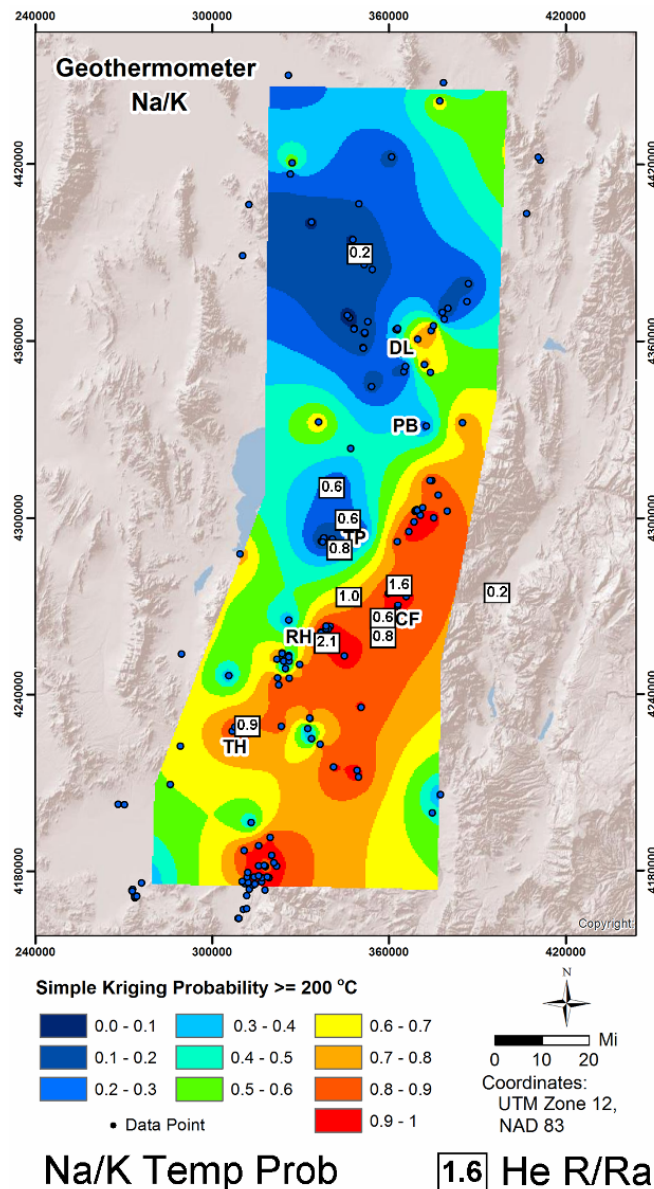 240000 300000 360000 420000
Geothermometer
Na/K
4420000 4420000
0.2
4360000 4360000
DL
PB
0.6
4300000 0.6 4300000
TP
0.8
1.6
1.0 0.2
0.6
CF
RH 0.8
2.1
4240000 4240000
0.9
TH
4180000 4180000
Copyright:
240000 300000 360000 420000
Simple Kriging Probability >= 200 °C
N
0.0 - 0.1 0.3 - 0.4 0.6 - 0.7
0.1 - 0.2 0.4 - 0.5 0.7 - 0.8
Mi
0 10 20
0.2 - 0.3 0.5 - 0.6 0.8 - 0.9
Coordinates:
UTM Zone 12,
NAD 83
Data Point 0.9 - 1
Na/K Temp Prob 1.6 He R/Ra